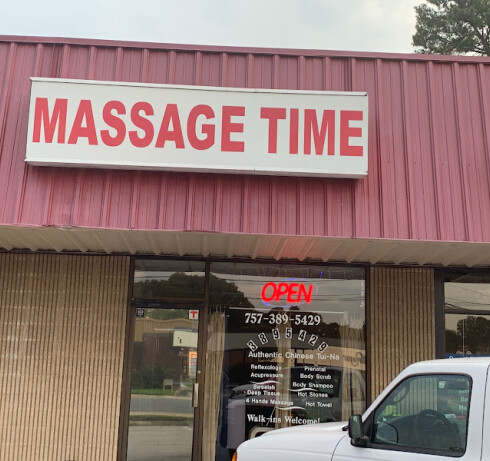 MASSAGE TIME
OPEN
757-389-5429
3895429
Authentic Chinese Tui-Na
Reflexology Prenatal
Acupressure Body Scrub
Swedish Body Shampoo
Deep Tissue Hot Stones
4 Hands Massage Hot Towel
Walk-ins Welcome!